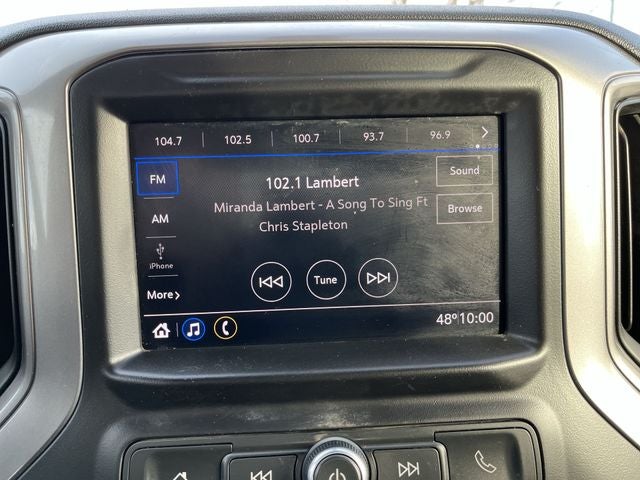 104.7 102.5 100.7 93.7 96.9
FM
102.1 Lambert
Sound
AM
Miranda Lambert - A Song To Sing Ft
Chris Stapleton
Browse
iPhone
More
Tune
48° 10:00